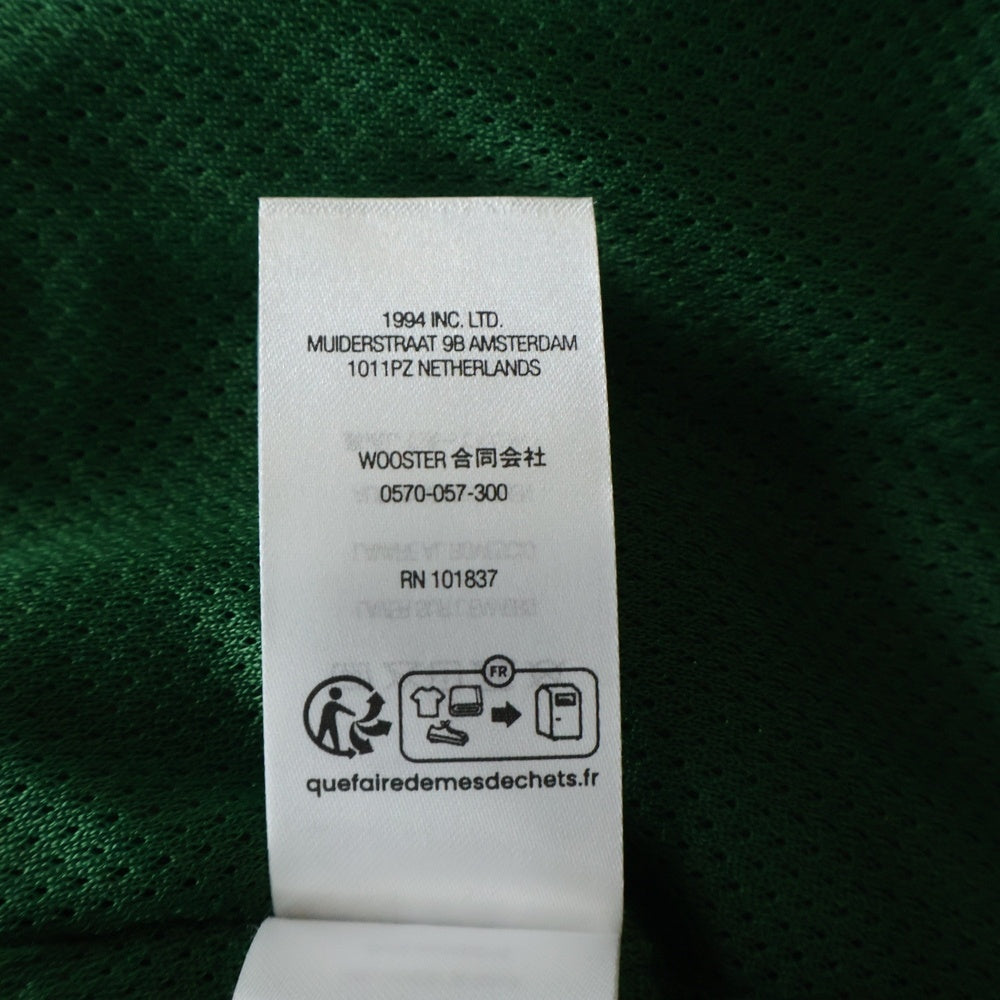 1994 INC. LTD.
MUIDERSTRAAT 9B AMSTERDAM
1011PZ NETHERLANDS
WOOSTER 合同会社
0570-057-300
RN 101837
FR
quefairedemesdechets.fr